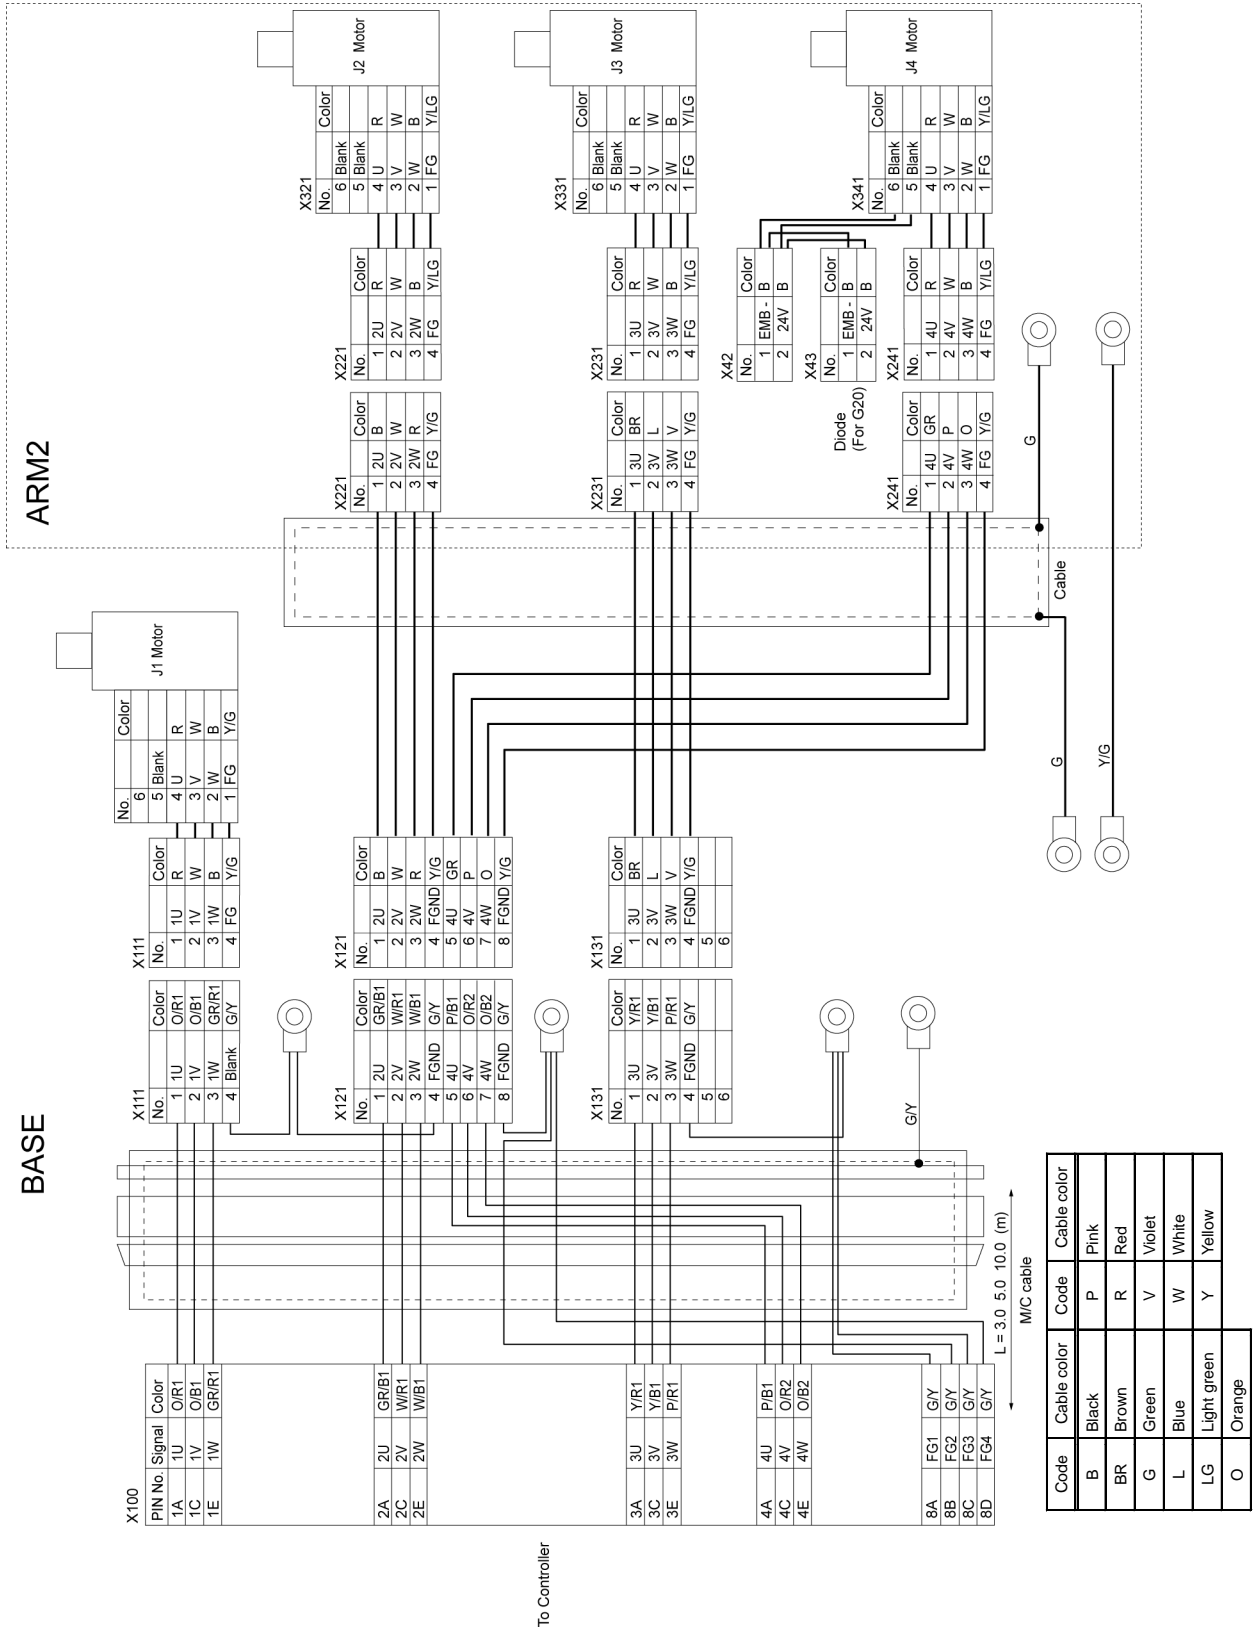 ARM2
BASE
J2 Motor
X321
No. Color
6 Blank
5 Blank
4 U R
3 V W
2 W B
1 FG Y/LG
X221
No. Color
1 2U R
2 2V W
3 2W B
4 FG Y/LG
X221
No. Color
1 2U B
2 2V W
3 2W R
4 FG Y/G
J3 Motor
X331
No. Color
6 Blank
5 Blank
4 U R
3 V W
2 W B
1 FG Y/LG
X231
No. Color
1 3U R
2 3V W
3 3W B
4 FG Y/LG
X231
No. Color
1 3U BR
2 3V L
3 3W V
4 FG Y/G
J4 Motor
X341
No. Color
6 Blank
5 Blank
4 U R
3 V W
2 W B
1 FG Y/LG
X42
No. Color
1 EMB - B
2 24V B
X43
No. Color
1 EMB - B
2 24V B
Diode
(For G20)
X241
No. Color
1 4U R
2 4V W
3 4W B
4 FG Y/LG
X241
No. Color
1 4U GR
2 4V P
3 4W O
4 FG Y/G
G
Cable
G
Y/G
J1 Motor
No. Color
6
5 Blank
4 U R
3 V W
2 W B
1 FG Y/G
X111
No. Color
1 1U R
2 1V W
3 1W B
4 FG Y/G
X111
No. Color
1 1U O/R1
2 1V O/B1
3 1W GR/R1
4 Blank G/Y
X121
No. Color
1 2U B
2 2V W
3 2W R
4 FGND Y/G
5 4U GR
6 4V P
7 4W O
8 FGND Y/G
X121
No. Color
1 2U GR/B1
2 2V W/R1
3 2W W/B1
4 FGND G/Y
5 4U P/B1
6 4V O/R2
7 4W O/B2
8 FGND G/Y
X131
No. Color
1 3U BR
2 3V L
3 3W V
4 FGND Y/G
5
6
X131
No. Color
1 3U Y/R1
2 3V Y/B1
3 3W P/R1
4 FGND G/Y
5
6
G/Y
X100
PIN No. Signal Color
1A 1U O/R1
1C 1V O/B1
1E 1W GR/R1
2A 2U GR/B1
2C 2V W/R1
2E 2W W/B1
3A 3U Y/R1
3C 3V Y/B1
3E 3W P/R1
4A 4U P/B1
4C 4V O/R2
4E 4W O/B2
8A FG1 G/Y
8B FG2 G/Y
8C FG3 G/Y
8D FG4 G/Y
To Controller
L = 3.0 5.0 10.0 (m)
M/C cable
Code Cable color Code Cable color
B Black P Pink
BR Brown R Red
G Green V Violet
L Blue W White
LG Light green Y Yellow
O Orange